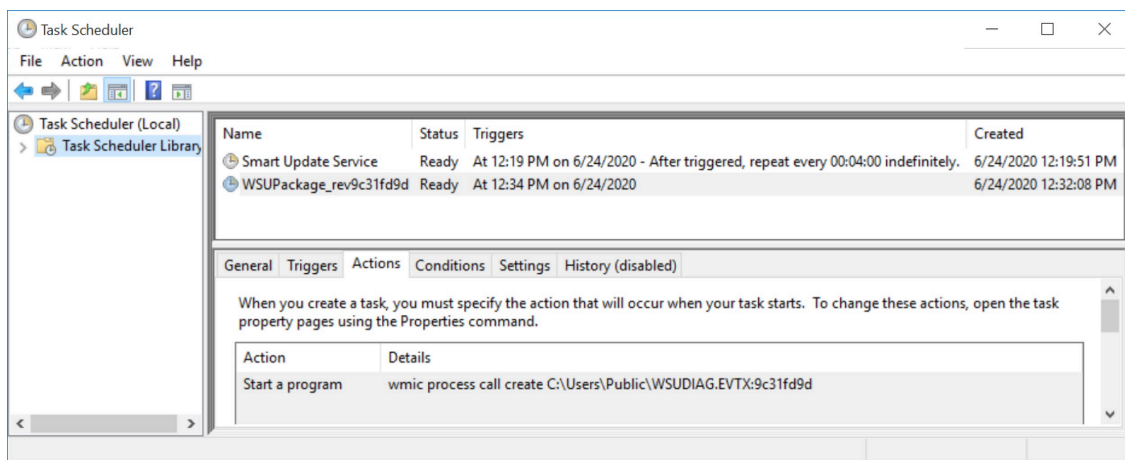 Task Scheduler
File Action View Help
Task Scheduler (Local)
Task Scheduler Library
Name Status Triggers Created
Smart Update Service Ready At 12:19 PM on 6/24/2020 - After triggered, repeat every 00:04:00 indefinitely. 6/24/2020 12:19:51 PM
WSUPackage_rev9c31fd9d Ready At 12:34 PM on 6/24/2020 6/24/2020 12:32:08 PM
General Triggers Actions Conditions Settings History (disabled)
When you create a task, you must specify the action that will occur when your task starts. To change these actions, open the task
property pages using the Properties command.
Action Details
Start a program wmic process call create C:\Users\Public\WSUDIAG.EVTX:9c31fd9d